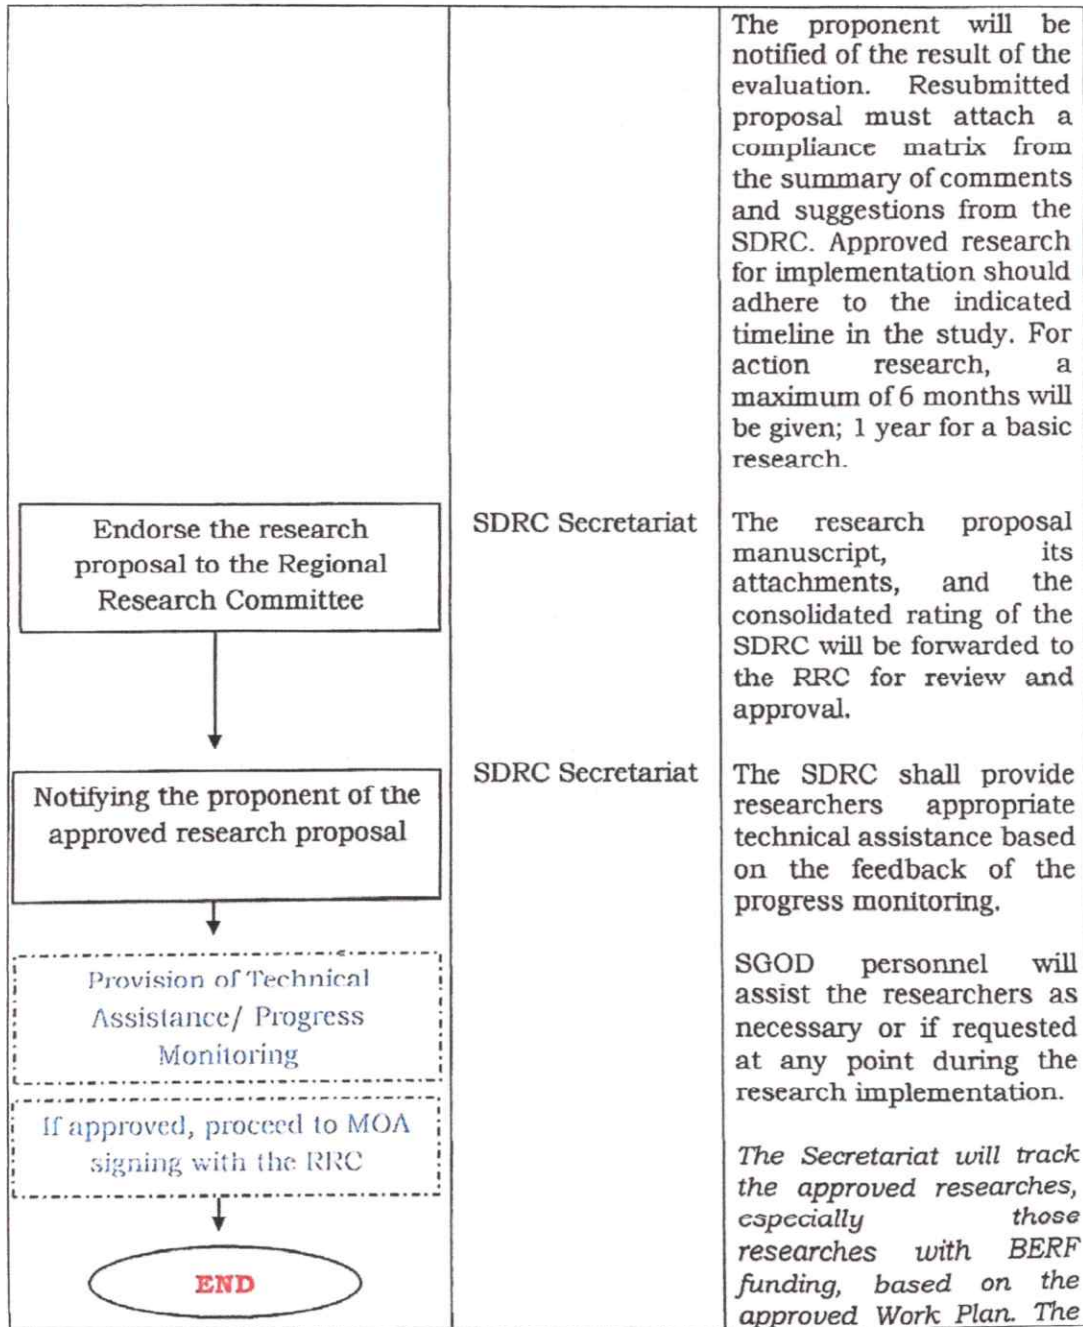 The proponent will be
notified of the result of the
evaluation. Resubmitted
proposal must attach a
compliance matrix from
the summary of comments
and suggestions from the
SDRC. Approved research
for implementation should
adhere to the indicated
timeline in the study. For
action research, a
maximum of 6 months will
be given; 1 year for a basic
research.
Endorse the research
proposal to the Regional
Research Committee
SDRC Secretariat
The research proposal
manuscript, its
attachments, and the
consolidated rating of the
SDRC will be forwarded to
the RRC for review and
approval.
Notifying the proponent of the
approved research proposal
SDRC Secretariat
The SDRC shall provide
researchers appropriate
technical assistance based
on the feedback of the
progress monitoring.
Provision of Technical
Assistance/ Progress
Monitoring
SGOD personnel will
assist the researchers as
necessary or if requested
at any point during the
research implementation.
If approved, proceed to MOA
signing with the RRC
END
The Secretariat will track
the approved researches,
especially those
researches with BERF
funding, based on the
approved Work Plan. The